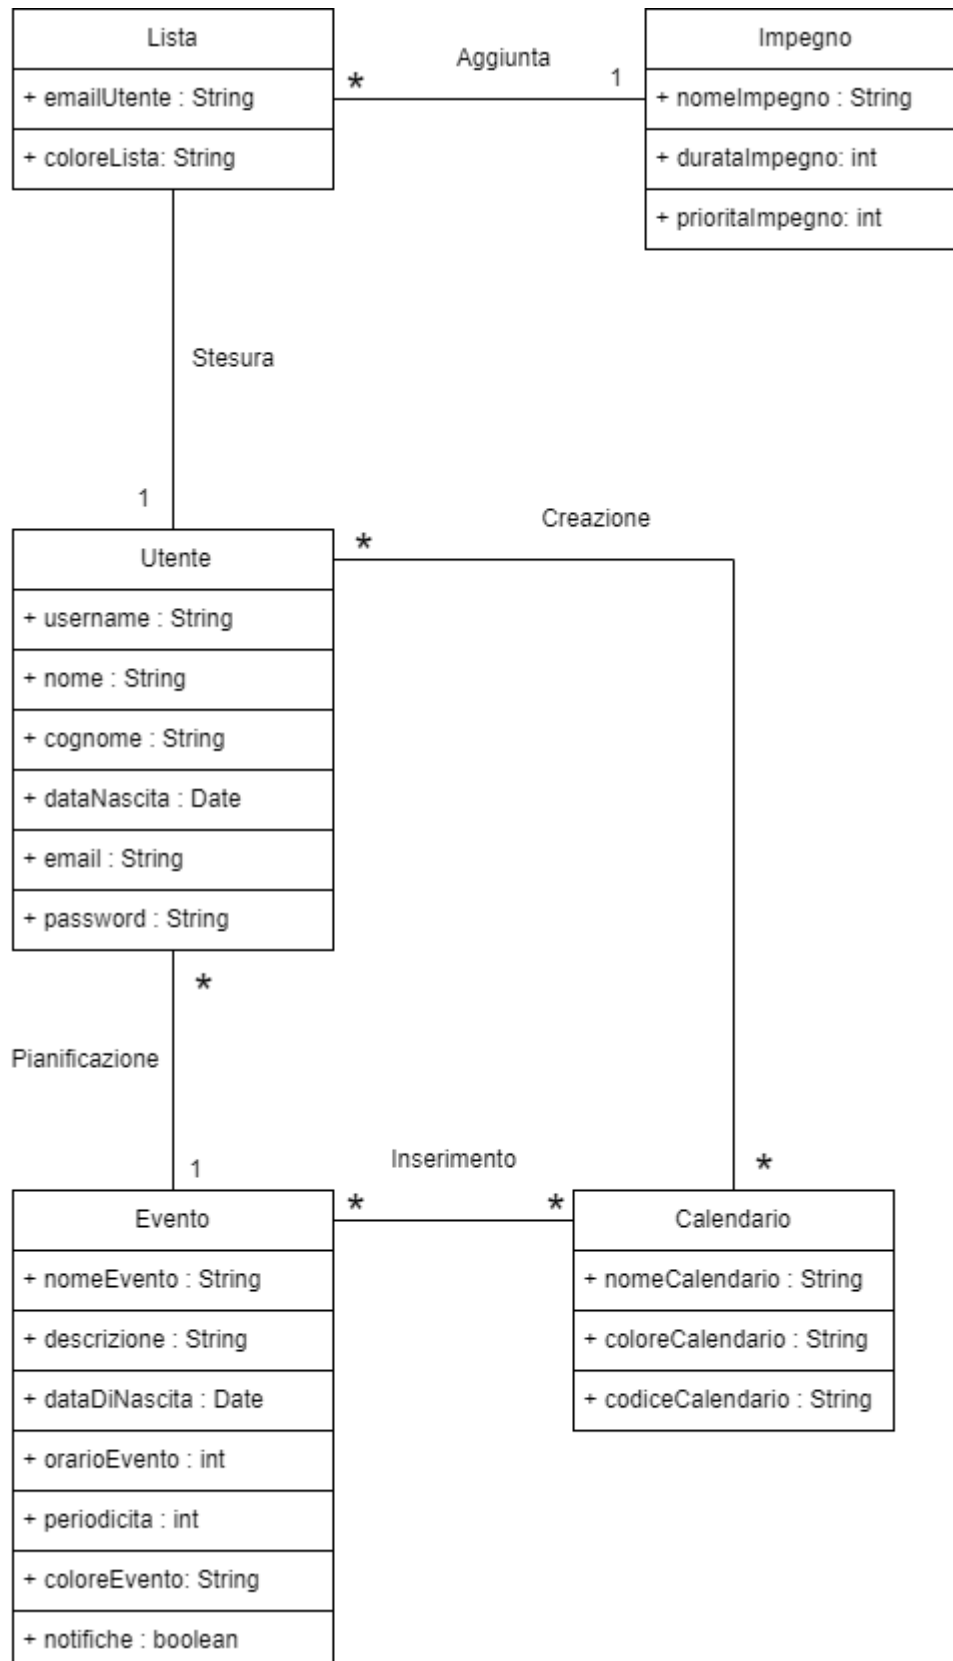 Lista
+ emailUtente : String
+ coloreLista: String
*
Aggiunta
1
Impegno
+ nomeImpegno : String
+ durataImpegno: int
+ prioritaImpegno: int
Stesura
1
Utente
+ username : String
+ nome : String
+ cognome : String
+ dataNascita : Date
+ email : String
+ password : String
*
Creazione
*
*
Pianificazione
1
Evento
+ nomeEvento : String
+ descrizione : String
+ dataDiNascita : Date
+ orarioEvento : int
+ periodicita : int
+ coloreEvento: String
+ notifiche : boolean
*
Inserimento
*
Calendario
+ nomeCalendario : String
+ coloreCalendario : String
+ codiceCalendario : String